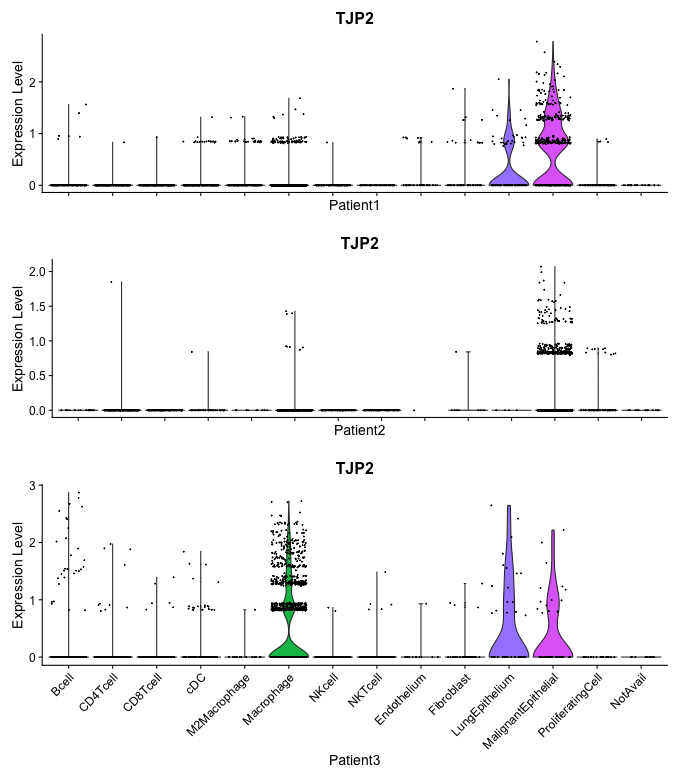 TJP2
Expression Level
2
1
0
Patient1
TJP2
Expression Level
2.0
1.5
1.0
0.5
0.0
Patient2
TJP2
Expression Level
3
2
1
0
Bcell
CD4Tcell
CD8Tcell
cDC
M2Macrophage
Macrophage
NKcell
NKTcell
Endothelium
Fibroblast
LungEpithelium
MalignantEpithelial
ProliferatingCell
NotAvail
Patient3